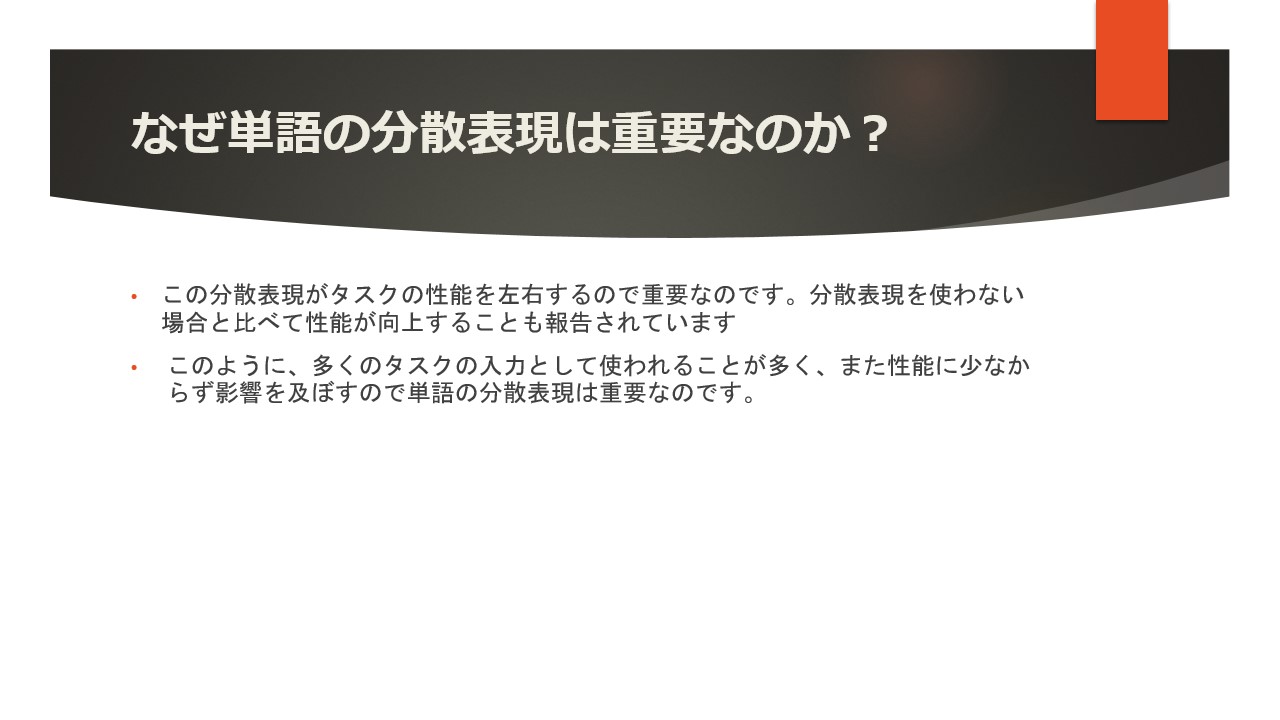 なぜ単語の分散表現は重要なのか？
• この分散表現がタスクの性能を左右するので重要なのです。分散表現を使わない
場合と比べて性能が向上することも報告されています
• このように、多くのタスクの入力として使われることが多く、また性能に少なか
らず影響を及ぼすので単語の分散表現は重要なのです。